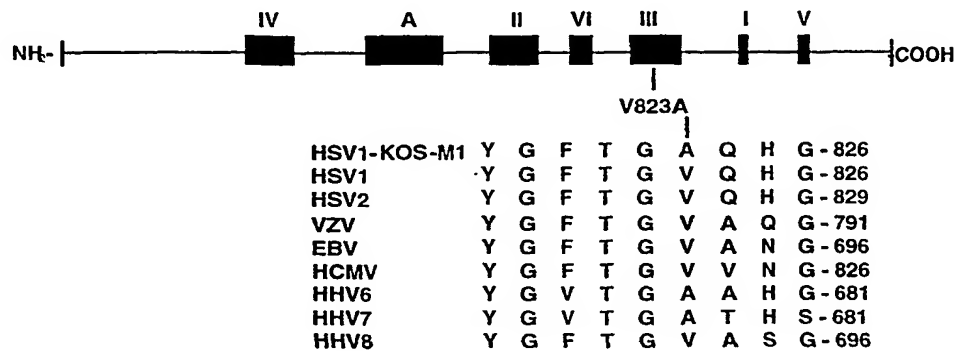 IV A II VI III I V
NH2- COOH
V823A
HSV1-KOS-M1 Y G F T G A Q H G - 826
HSV1 Y G F T G V Q H G - 826
HSV2 Y G F T G V Q H G - 829
VZV Y G F T G V A Q G - 791
EBV Y G F T G V A N G - 696
HCMV Y G F T G V V N G - 826
HHV6 Y G V T G A A H G - 681
HHV7 Y G V T G A T H S - 681
HHV8 Y G F T G V A S G - 696